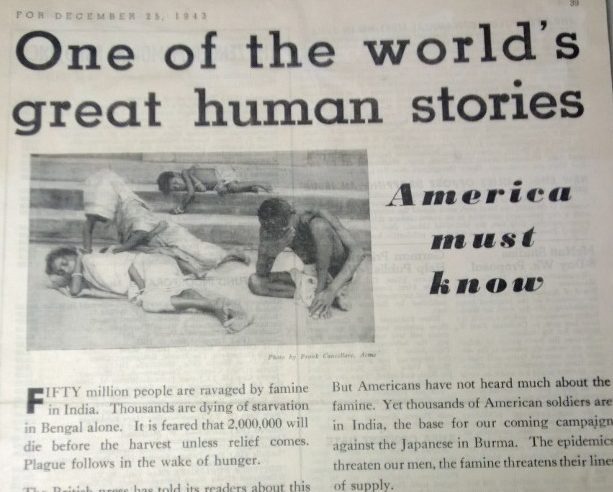 FOR DECEMBER 25, 1943
39
One of the world's
great human stories
America
must
know
Photo by Frank Cancellare, Acme
FIFTY million people are ravaged by famine
in India. Thousands are dying of starvation
in Bengal alone. It is feared that 2,000,000 will
die before the harvest unless relief comes.
Plague follows in the wake of hunger.
The British press has told its readers about this
But Americans have not heard much about the
famine. Yet thousands of American soldiers are
in India, the base for our coming campaign
against the Japanese in Burma. The epidemics
threaten our men, the famine threatens their lines
of supply.